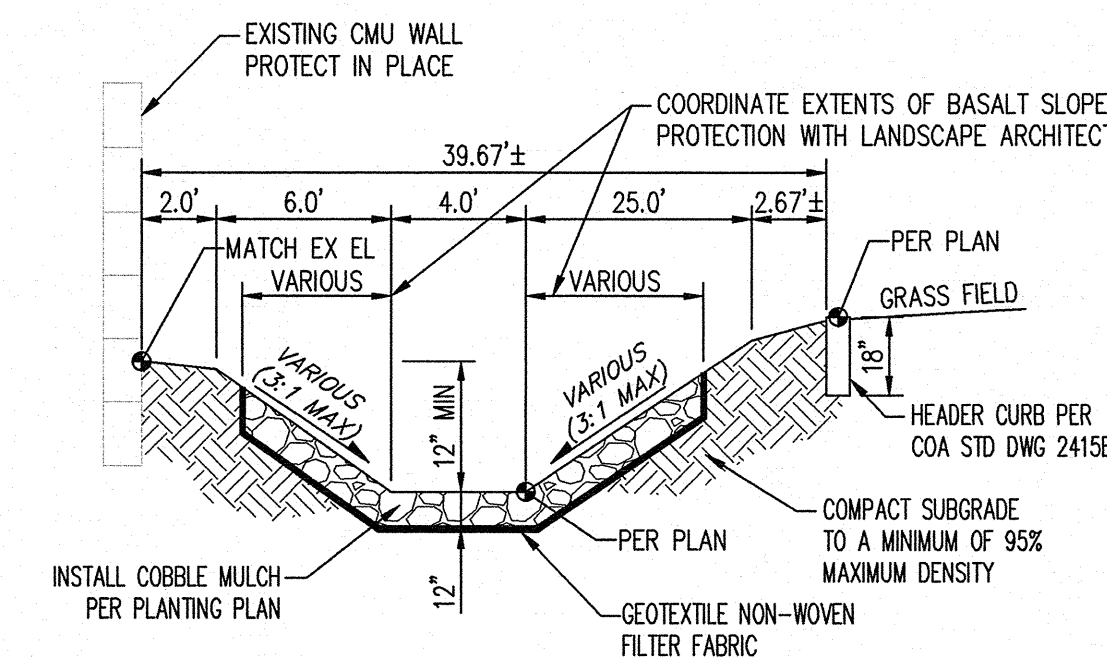 EXISTING CMU WALL
PROTECT IN PLACE
COORDINATE EXTENTS OF BASALT SLOPE
PROTECTION WITH LANDSCAPE ARCHITECT
39.67'±
2.0'
6.0'
4.0'
25.0'
2.67'±
MATCH EX EL
VARIOUS
VARIOUS
PER PLAN
GRASS FIELD
VARIOUS
(3:1 MAX)
12" MIN
VARIOUS
(3:1 MAX)
18"
HEADER CURB PER
COA STD DWG 2415B
COMPACT SUBGRADE
TO A MINIMUM OF 95%
MAXIMUM DENSITY
PER PLAN
INSTALL COBBLE MULCH
PER PLANTING PLAN
12"
GEOTEXTILE NON-WOVEN
FILTER FABRIC